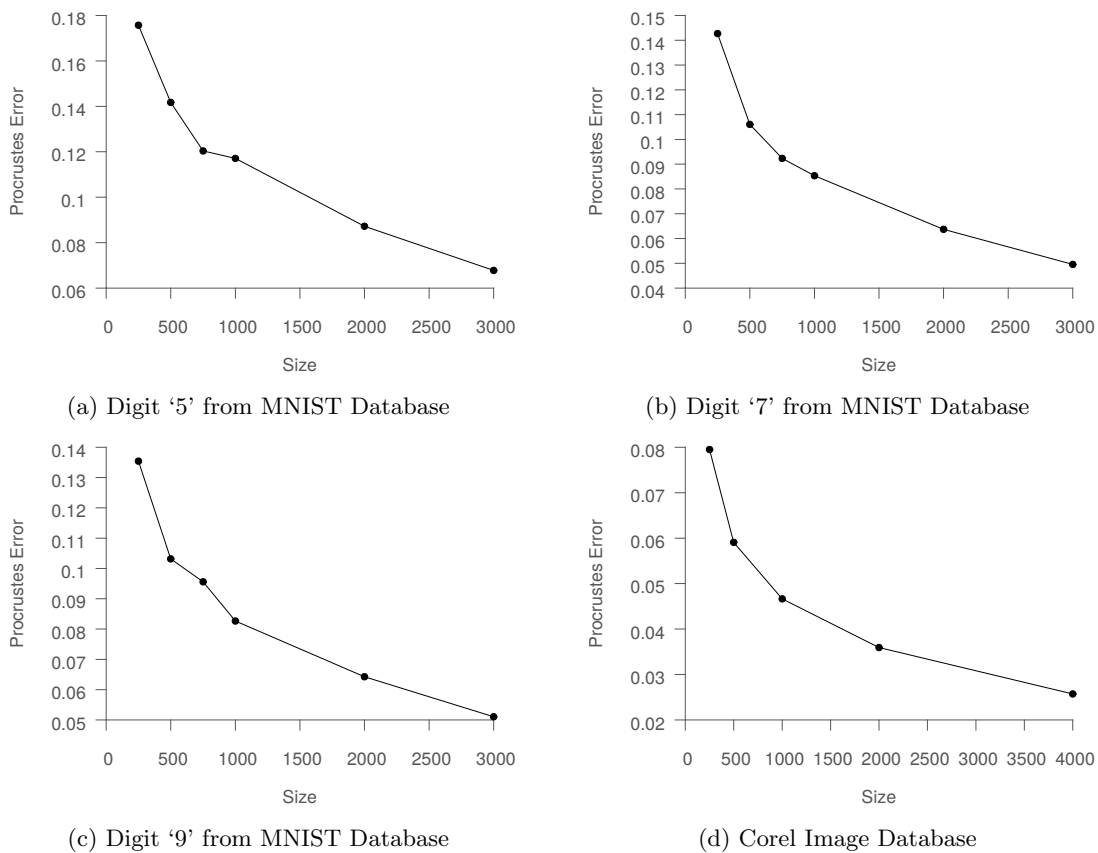 0.18
0.16
0.14
0.12
0.1
0.08
0.06
Procrustes Error
0 500 1000 1500 2000 2500 3000
Size
(a) Digit ‘5’ from MNIST Database
0.15
0.14
0.13
0.12
0.11
0.1
0.09
0.08
0.07
0.06
0.05
0.04
Procrustes Error
0 500 1000 1500 2000 2500 3000
Size
(b) Digit ‘7’ from MNIST Database
0.14
0.13
0.12
0.11
0.1
0.09
0.08
0.07
0.06
0.05
Procrustes Error
0 500 1000 1500 2000 2500 3000
Size
(c) Digit ‘9’ from MNIST Database
0.08
0.07
0.06
0.05
0.04
0.03
0.02
Procrustes Error
0 500 1000 1500 2000 2500 3000 3500 4000
Size
(d) Corel Image Database